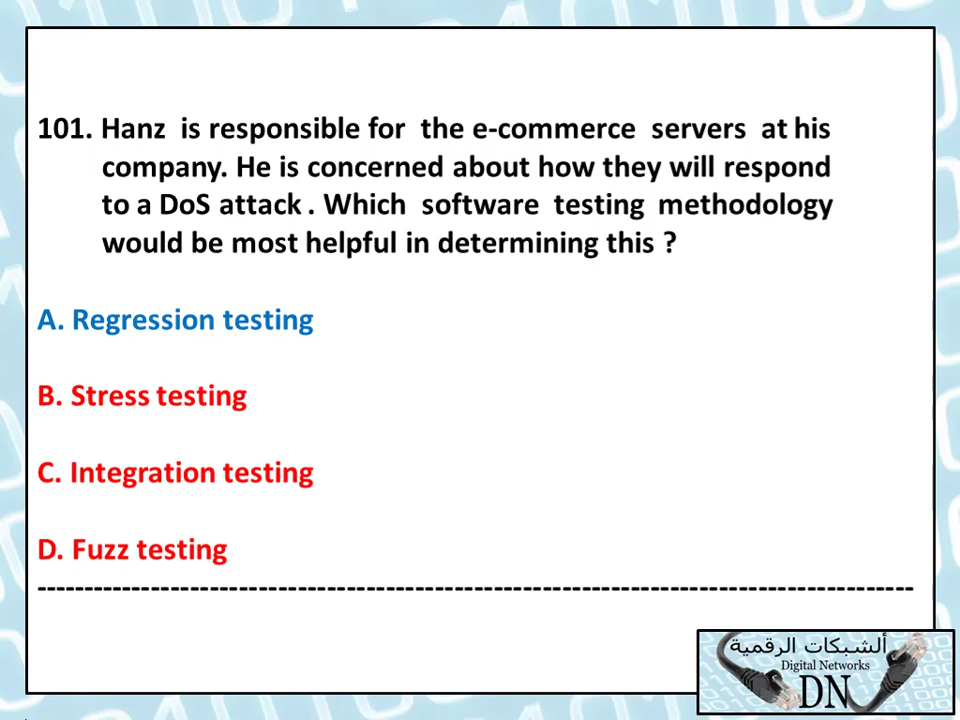 101. Hanz is responsible for the e-commerce servers at his
company. He is concerned about how they will respond
to a DoS attack . Which software testing methodology
would be most helpful in determining this ?
A. Regression testing
B. Stress testing
C. Integration testing
D. Fuzz testing
--------------------------------------------------------------------------------------------
ألشبكات الرقمية
Digital Networks
DN